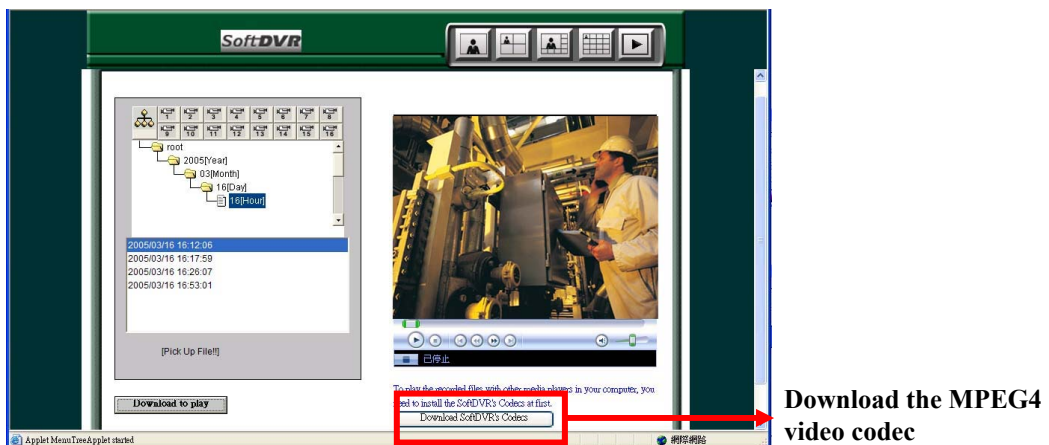 SoftDVR
1 2 3 4 5 6 7 8
9 10 11 12 13 14 15 16
root
2005[Year]
03[Month]
16[Day]
16[Hour]
2005/03/16 16:12:06
2005/03/16 16:17:59
2005/03/16 16:26:07
2005/03/16 16:53:01
[Pick Up File!!]
Download to play
已停止
To play the recorded files with other media players in your computer, you
need to install the SoftDVR's Codecs at first.
Download SoftDVR's Codecs
Download the MPEG4
video codec
Applet MenuTreeApplet started
網際網路